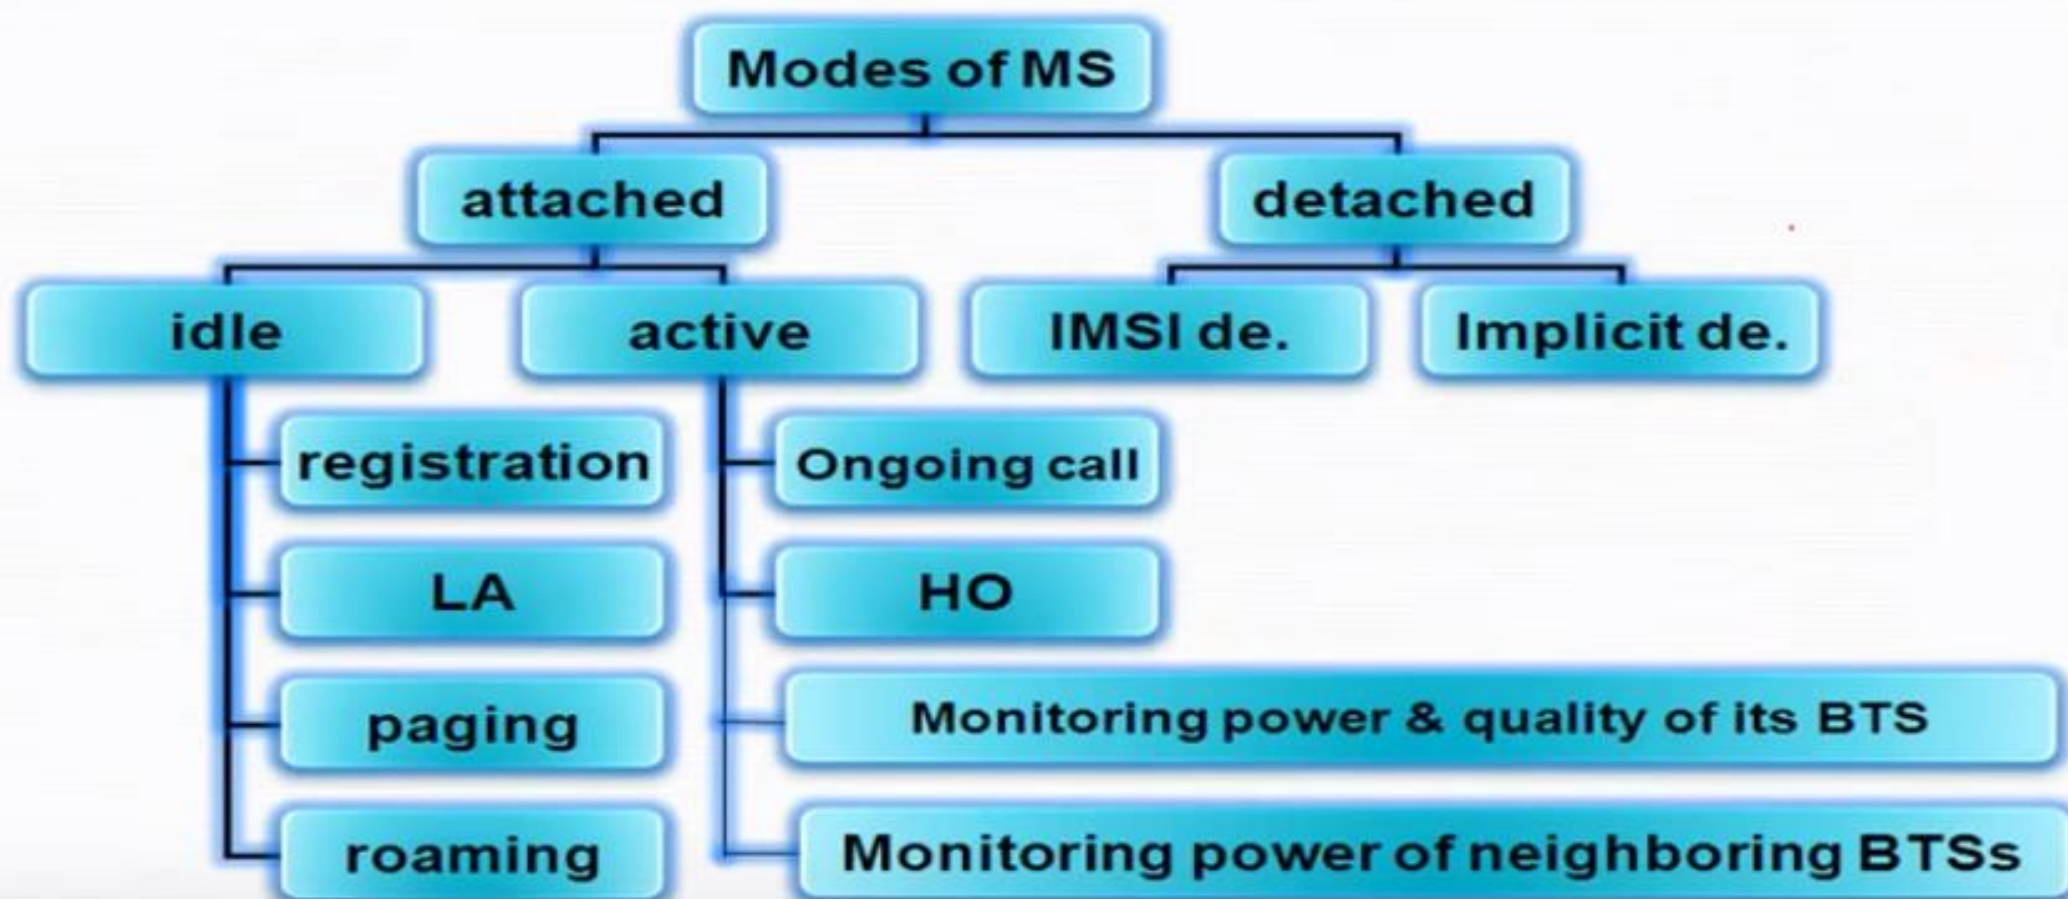 Modes of MS
attached
detached
idle
active
IMSI de.
Implicit de.
registration
Ongoing call
LA
HO
paging
Monitoring power & quality of its BTS
roaming
Monitoring power of neighboring BTSs